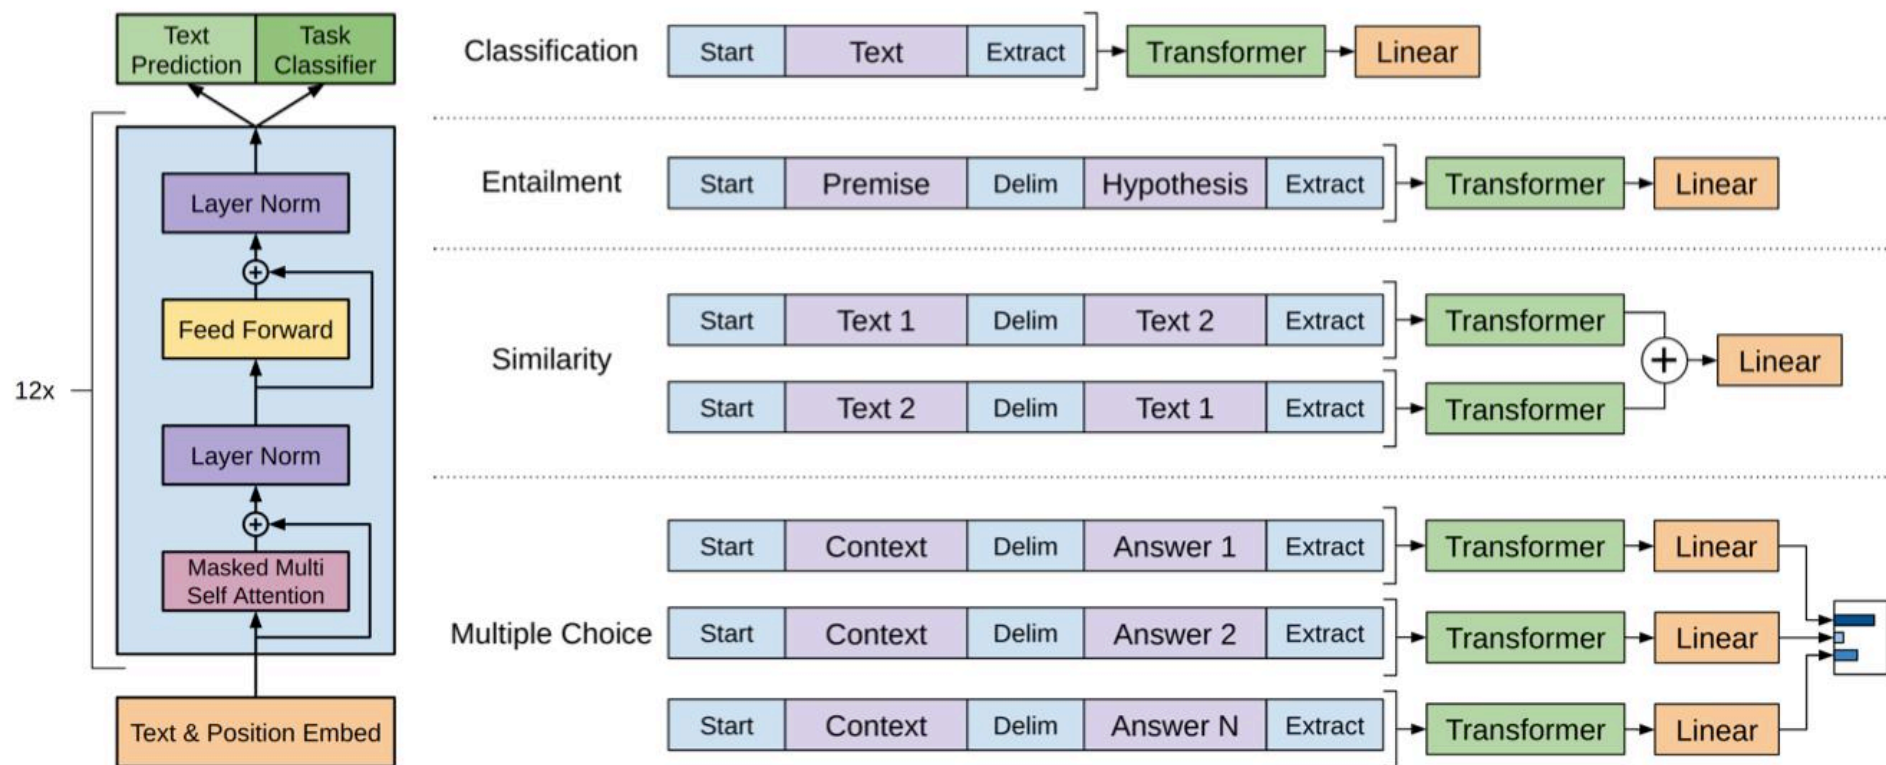 Text
Prediction
Task
Classifier
12x
Layer Norm
Feed Forward
Layer Norm
Masked Multi
Self Attention
Text & Position Embed
Classification Start Text Extract Transformer Linear
Entailment Start Premise Delim Hypothesis Extract Transformer Linear
Similarity
Start Text 1 Delim Text 2 Extract Transformer
Linear
Start Text 2 Delim Text 1 Extract Transformer
Start Context Delim Answer 1 Extract Transformer Linear
Multiple Choice Start Context Delim Answer 2 Extract Transformer Linear
Start Context Delim Answer N Extract Transformer Linear